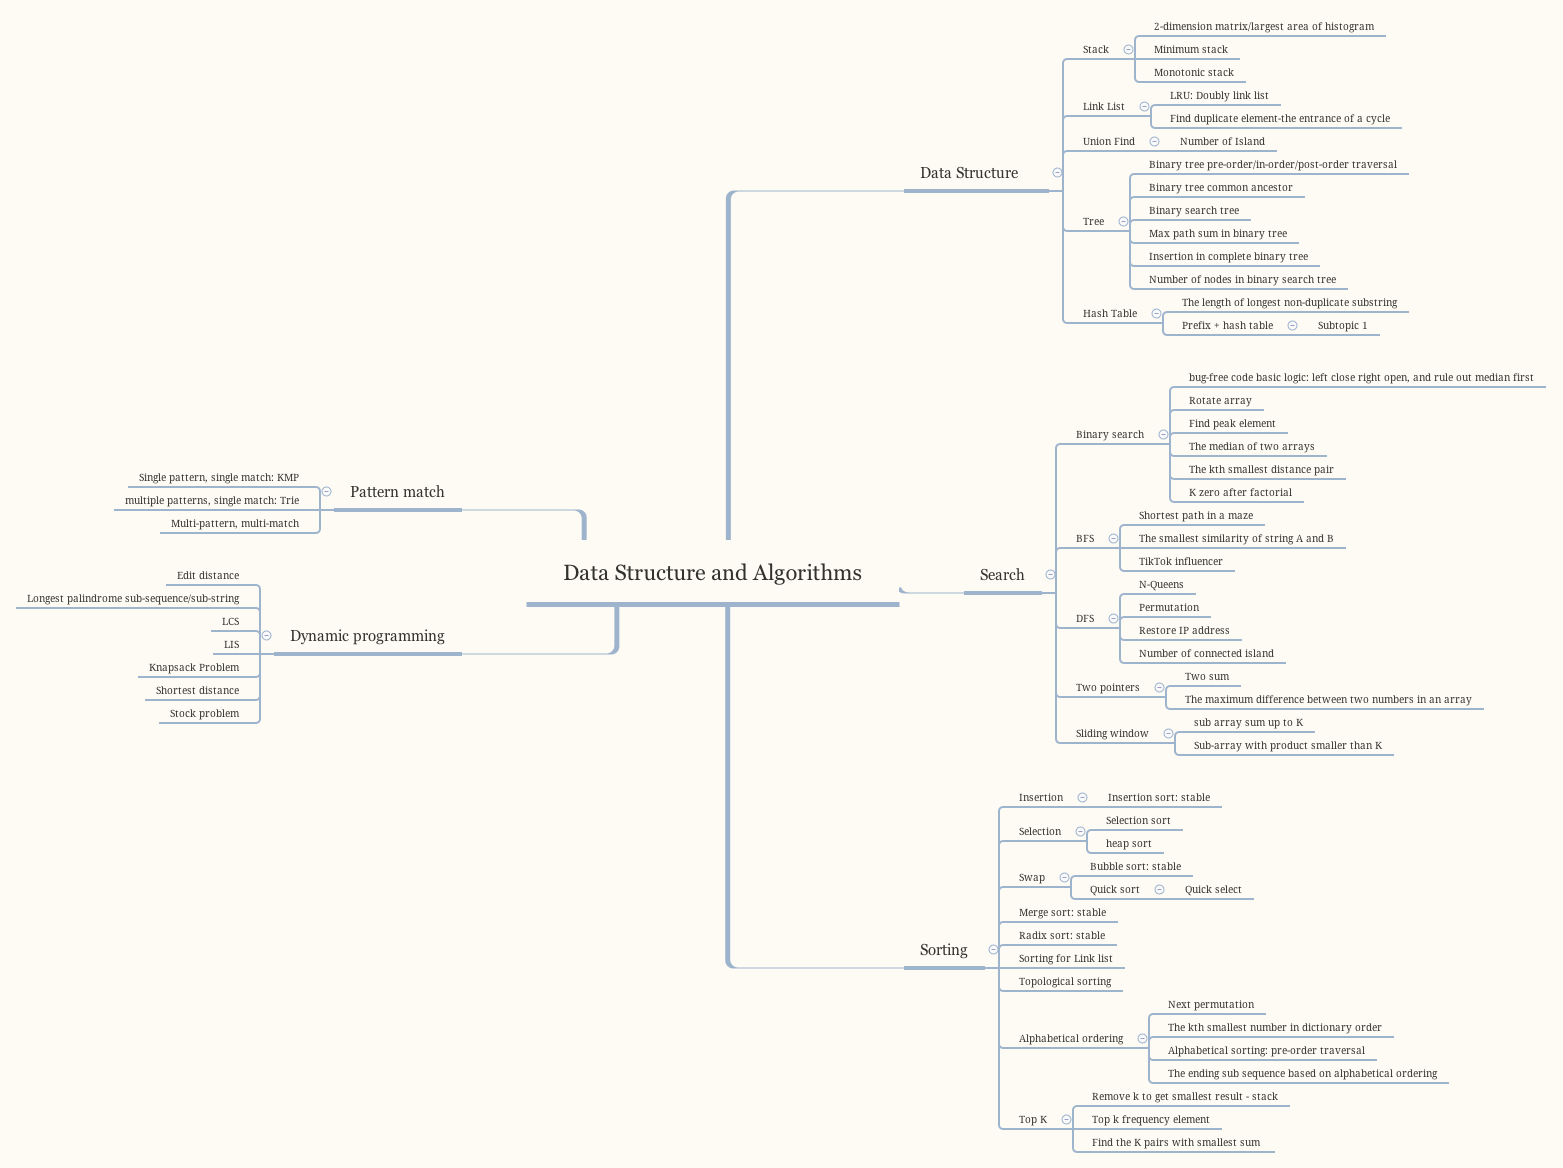 Data Structure and Algorithms
Data Structure
Stack
2-dimension matrix/largest area of histogram
Minimum stack
Monotonic stack
Link List
LRU: Doubly link list
Find duplicate element-the entrance of a cycle
Union Find
Number of Island
Tree
Binary tree pre-order/in-order/post-order traversal
Binary tree common ancestor
Binary search tree
Max path sum in binary tree
Insertion in complete binary tree
Number of nodes in binary search tree
Hash Table
The length of longest non-duplicate substring
Prefix + hash table
Subtopic 1
Search
Binary search
bug-free code basic logic: left close right open, and rule out median first
Rotate array
Find peak element
The median of two arrays
The kth smallest distance pair
K zero after factorial
BFS
Shortest path in a maze
The smallest similarity of string A and B
TikTok influencer
DFS
N-Queens
Permutation
Restore IP address
Number of connected island
Two pointers
Two sum
The maximum difference between two numbers in an array
Sliding window
sub array sum up to K
Sub-array with product smaller than K
Sorting
Insertion
Insertion sort: stable
Selection
Selection sort
heap sort
Swap
Bubble sort: stable
Quick sort
Quick select
Merge sort: stable
Radix sort: stable
Sorting for Link list
Topological sorting
Alphabetical ordering
Next permutation
The kth smallest number in dictionary order
Alphabetical sorting: pre-order traversal
The ending sub sequence based on alphabetical ordering
Top K
Remove k to get smallest result - stack
Top k frequency element
Find the K pairs with smallest sum
Pattern match
Single pattern, single match: KMP
multiple patterns, single match: Trie
Multi-pattern, multi-match
Dynamic programming
Edit distance
Longest palindrome sub-sequence/sub-string
LCS
LIS
Knapsack Problem
Shortest distance
Stock problem